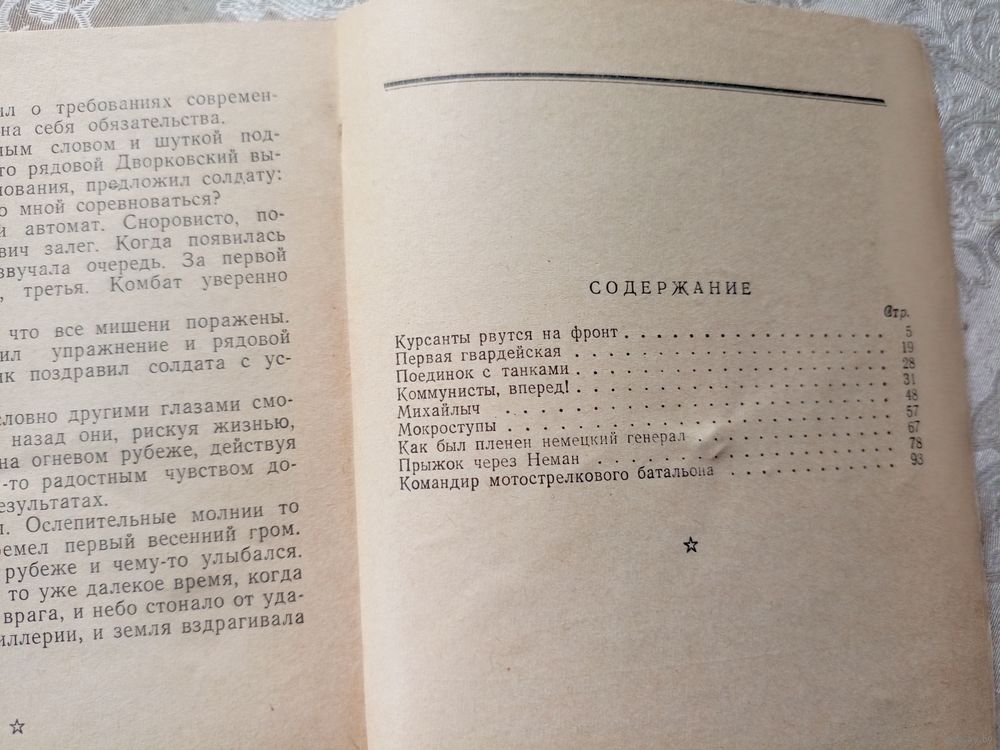 ил о требованиях современ-
на себя обязательства.
ным словом и шуткой под-
то рядовой Дворковский вы-
нования, предложил солдату:
о мной соревноваться?
и автомат. Сноровисто, по-
вич залег. Когда появилась
звучала очередь. За первой
, третья. Комбат уверенно
что все мишени поражены.
ил упражнение и рядовой
ик поздравил солдата с ус-
словно другими глазами смо-
назад они, рискуя жизнью,
на огневом рубеже, действуя
-то радостным чувством до-
езультатах.
ы. Ослепительные молнии то
ремел первый весенний гром.
рубеже и чему-то улыбался.
то уже далекое время, когда
врага, и небо стонало от уда-
иллерии, и земля вздрагивала
СОДЕРЖАНИЕ
Стр.
Курсанты рвутся на фронт . . . . . . . . . . . . 5
Первая гвардейская . . . . . . . . . . . . 19
Поединок с танками . . . . . . . . . . . . 28
Коммунисты, вперед! . . . . . . . . . . . . 31
Михайлыч . . . . . . . . . . . . 48
Мокроступы . . . . . . . . . . . . 57
Как был пленен немецкий генерал . . . . . . . . . . 67
Прыжок через Неман . . . . . . . . . . . . 78
Командир мотострелкового батальона . . . . . . . . . 93